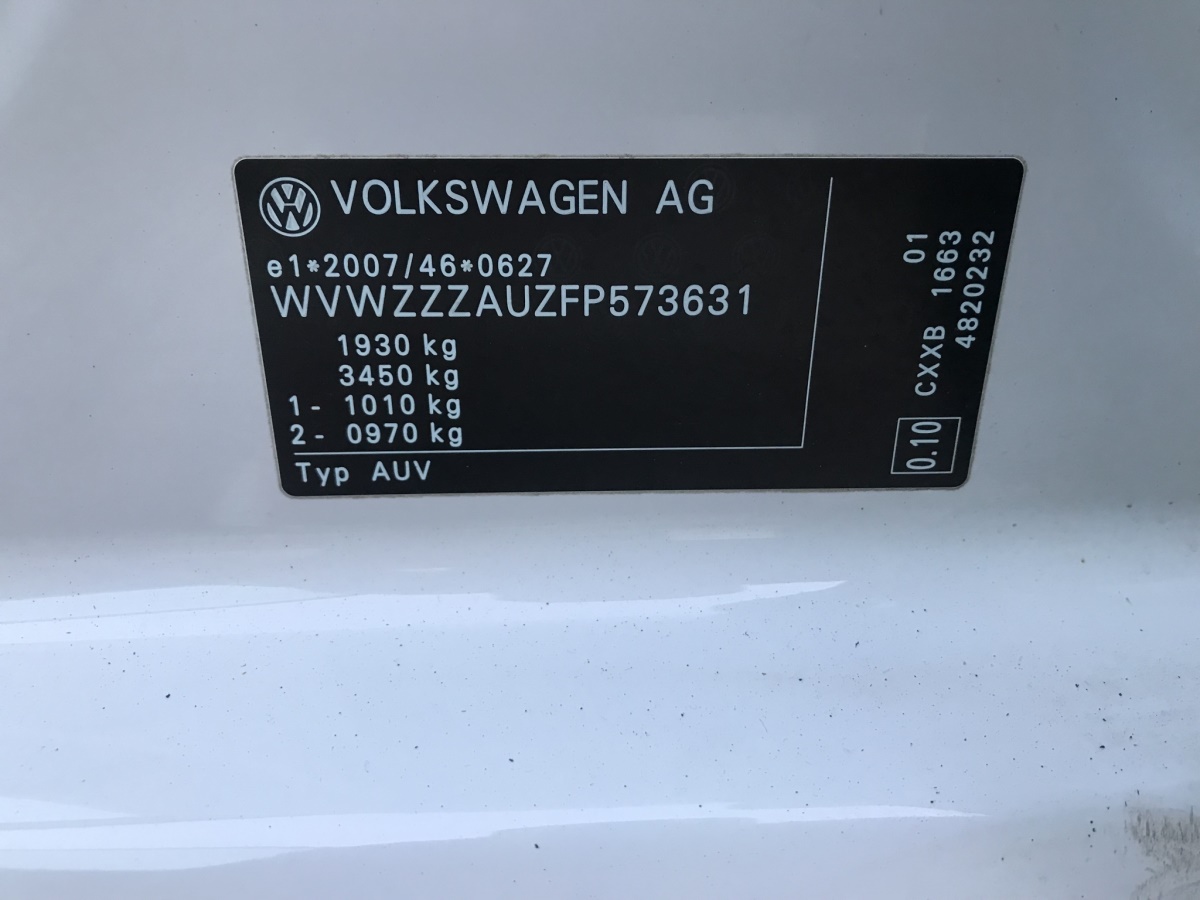 VOLKSWAGEN AG
e1*2007/46*0627
WVWZZZAUZFP573631
1930 kg
3450 kg
1- 1010 kg
2- 0970 kg
Typ AUV
0.10
CXXB 1663 01
4820232